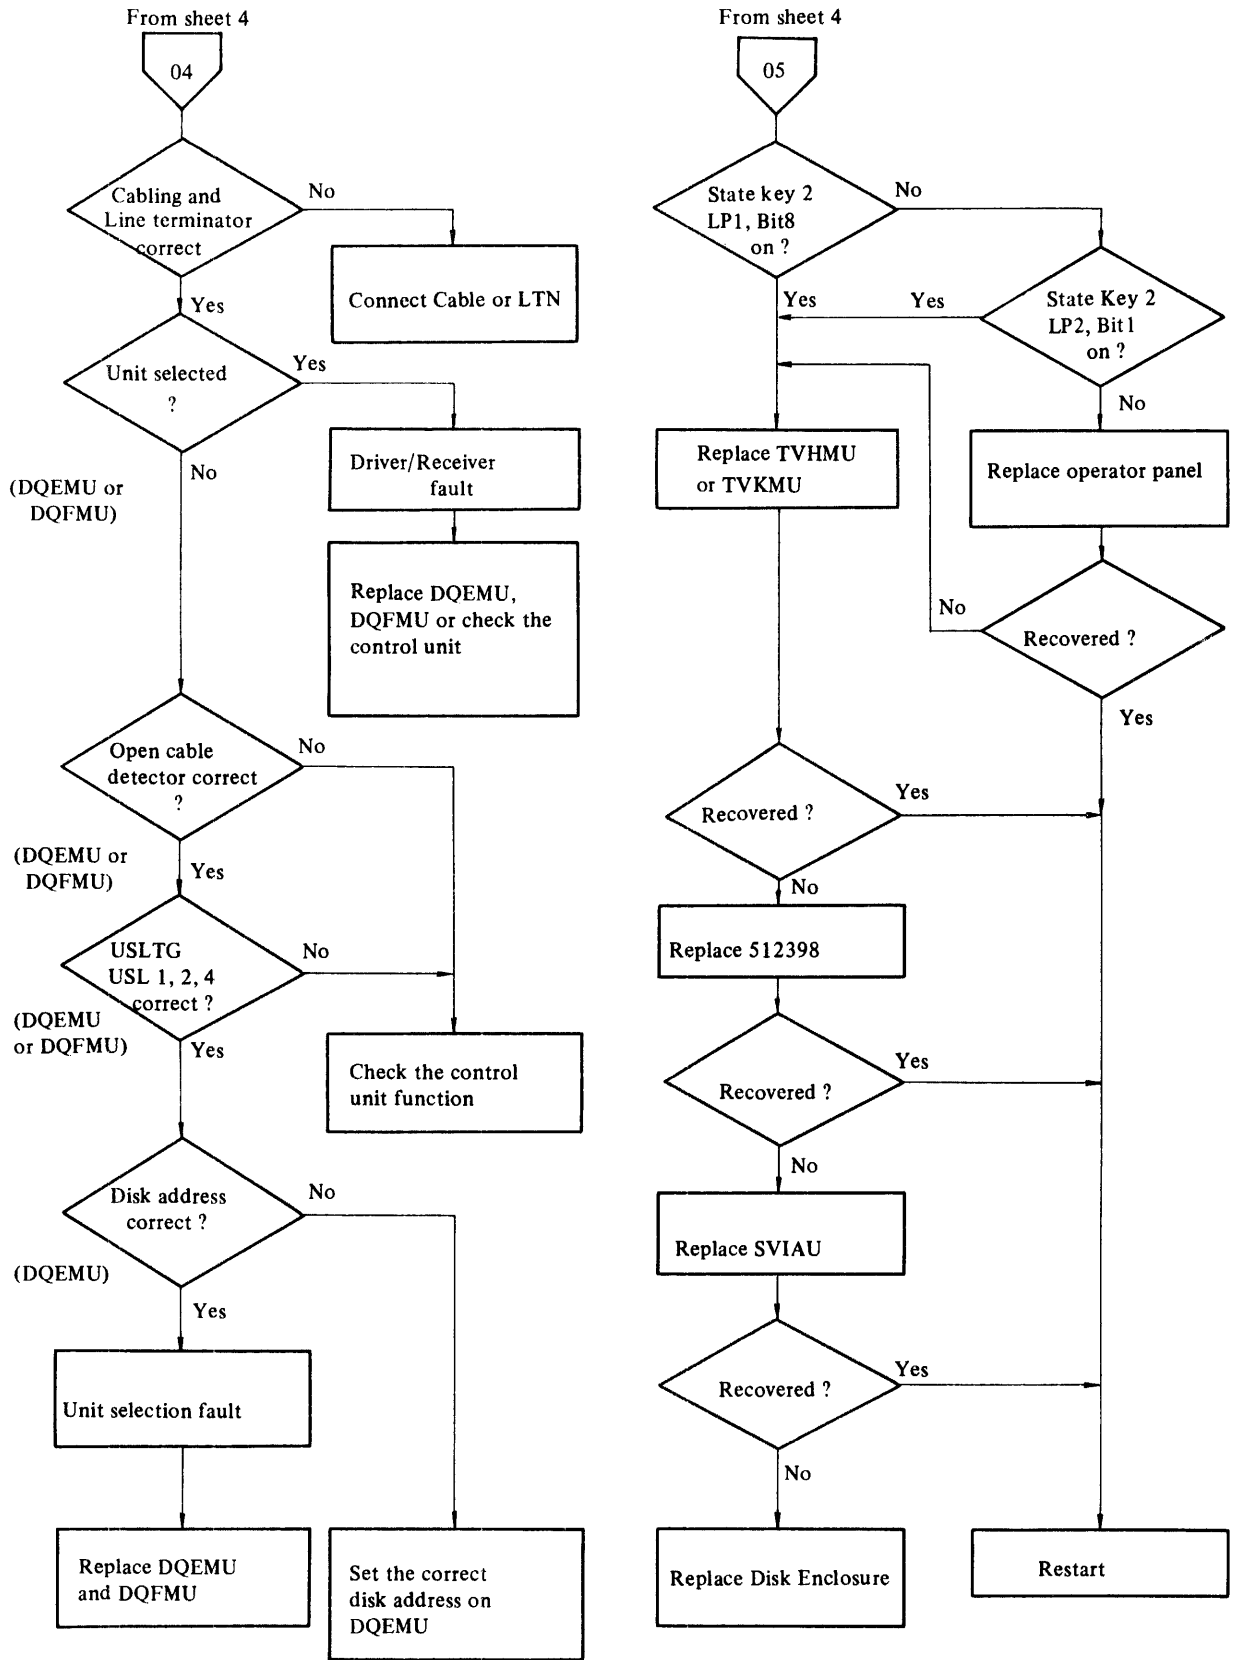 From sheet 4
04
Cabling and
Line terminator
correct
No
Connect Cable or LTN
Yes
Unit selected
?
Yes
Driver/Receiver
fault
Replace DQEMU,
DQFMU or check the
control unit
No
(DQEMU or
DQFMU)
Open cable
detector correct
?
No
(DQEMU or
DQFMU)
Yes
USLTG
USL 1, 2, 4
correct ?
No
(DQEMU
or DQFMU)
Yes
Check the control
unit function
Disk address
correct ?
No
(DQEMU)
Yes
Unit selection fault
Replace DQEMU
and DQFMU
Set the correct
disk address on
DQEMU
From sheet 4
05
State key 2
LP1, Bit8
on ?
No
Yes
Yes
State Key 2
LP2, Bit1
on ?
No
Replace TVHMU
or TVKMU
Replace operator panel
No
Recovered ?
Yes
Recovered ?
Yes
No
Replace 512398
Recovered ?
Yes
No
Replace SVIAU
Recovered ?
Yes
No
Replace Disk Enclosure
Restart